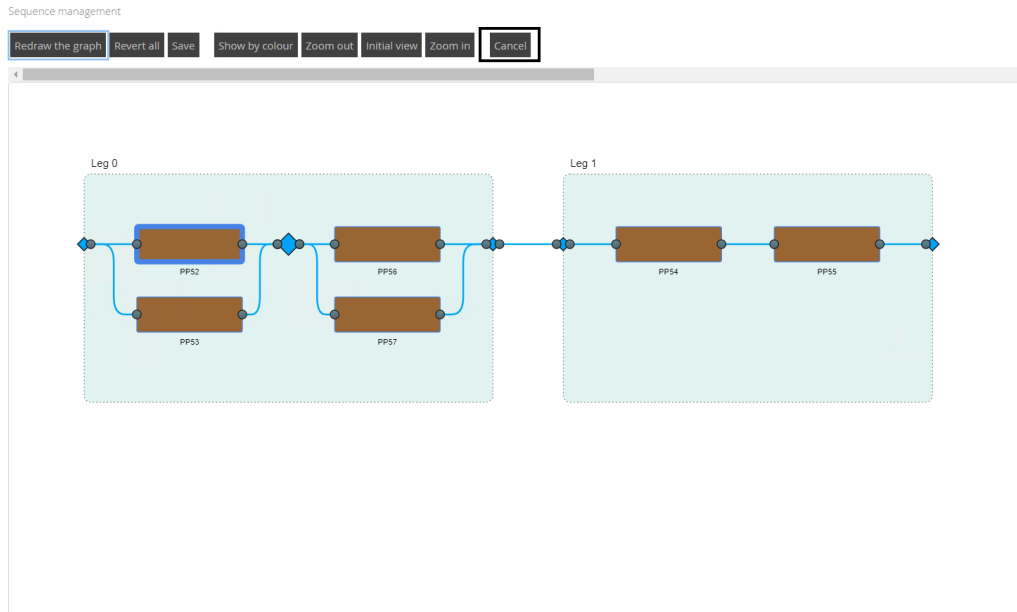 Sequence management
Redraw the graph Revert all Save Show by colour Zoom out Initial view Zoom in Cancel
Leg 0 Leg 1
PP52 PP56 PP54 PP55
PP53 PP57